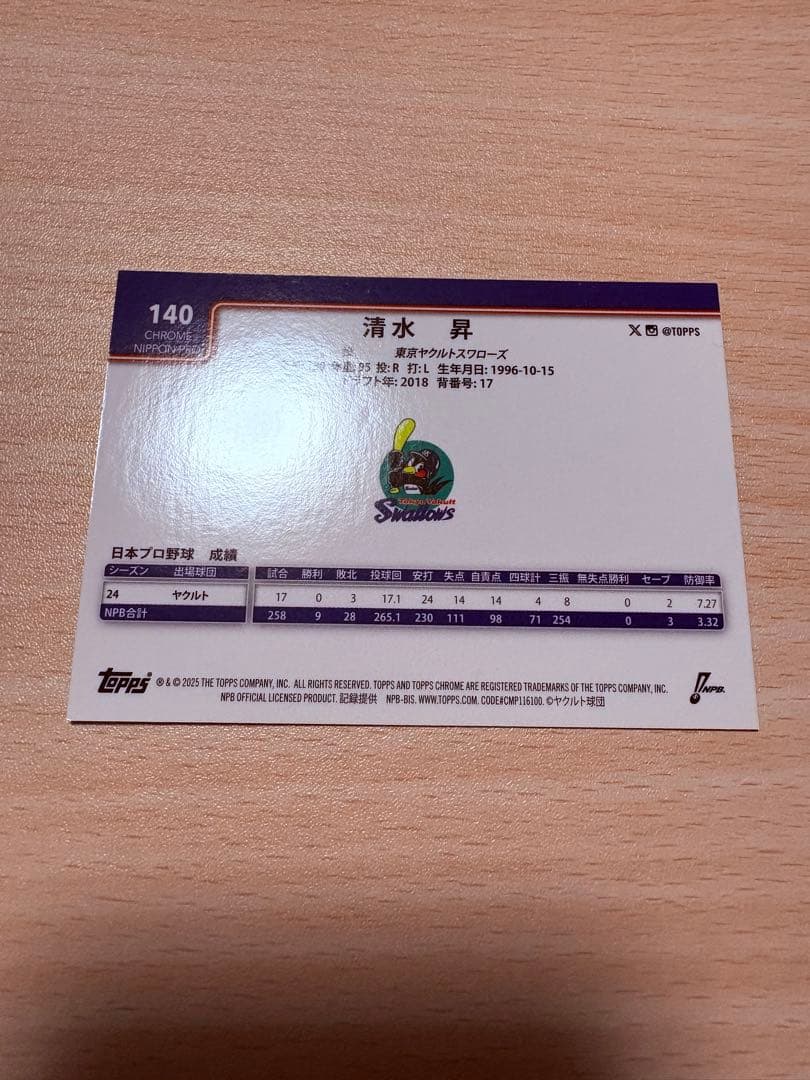 140
CHROME
NIPPON PRO
清水 昇
@TOPPS
東京ヤクルトスワローズ
95 投: R 打: L 生年月日: 1996-10-15
ドラフト年: 2018 背番号: 17
Tokyo Yakult
Swallows
日本プロ野球 成績
シーズン 出場球団 試合 勝利 敗北 投球回 安打 失点 自責点 四球計 三振 無失点勝利 セーブ 防御率
24 ヤクルト 17 0 3 17.1 24 14 14 4 8 0 2 7.27
NPB合計 258 9 28 265.1 230 111 98 71 254 0 3 3.32
TOPPS ® & © 2025 THE TOPPS COMPANY, INC. ALL RIGHTS RESERVED. TOPPS AND TOPPS CHROME ARE REGISTERED TRADEMARKS OF THE TOPPS COMPANY, INC.
NPB OFFICIAL LICENSED PRODUCT. 記録提供 NPB-BIS. WWW.TOPPS.COM. CODE#CMP116100. ©ヤクルト球団
NPB.